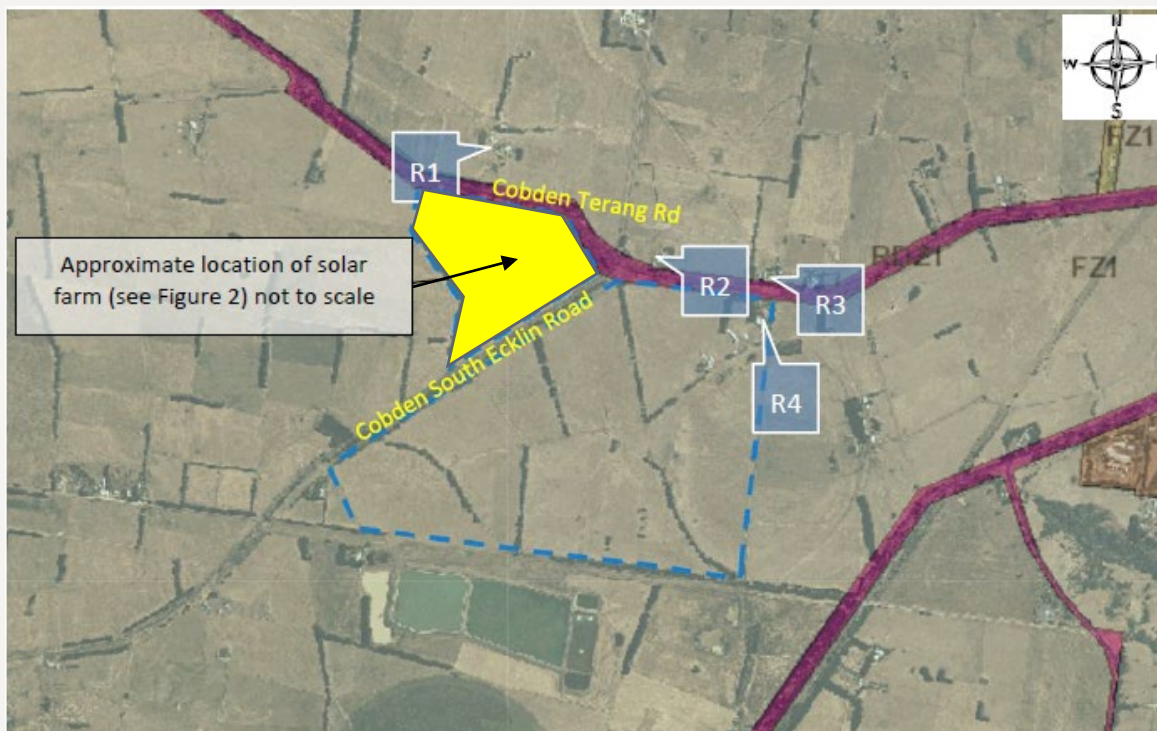 N
W
S
FZ1
R1
Cobden Terang Rd
Approximate location of solar
farm (see Figure 2) not to scale
RDZ1
FZ1
R2
R3
Cobden South Ecklin Road
R4